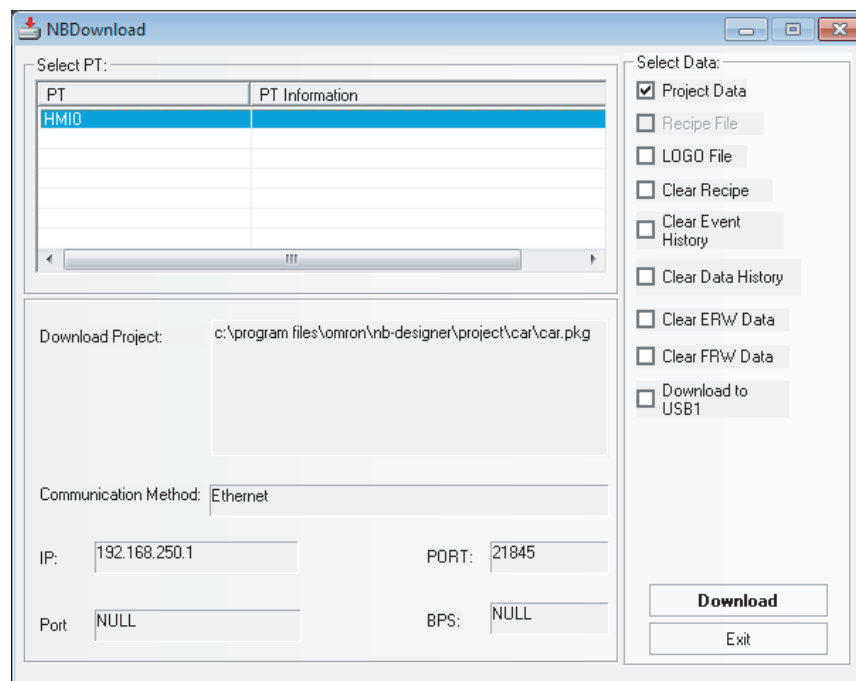 NBDownload
Select PT:
PT PT Information
HMI0
Download Project: c:\program files\omron\nb-designer\project\car\car.pkg
Communication Method: Ethernet
IP: 192.168.250.1 PORT: 21845
Port NULL BPS: NULL
Select Data:
Project Data
Recipe File
LOGO File
Clear Recipe
Clear Event
History
Clear Data History
Clear ERW Data
Clear FRW Data
Download to
USB1
Download
Exit